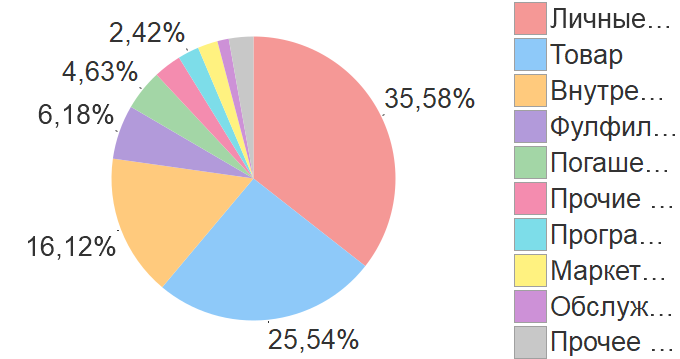 2,42%
4,63%
6,18%
16,12%
25,54%
35,58%
Личные…
Товар
Внутре…
Фулфил…
Погаше…
Прочие …
Програ…
Маркет…
Обслуж…
Прочее …